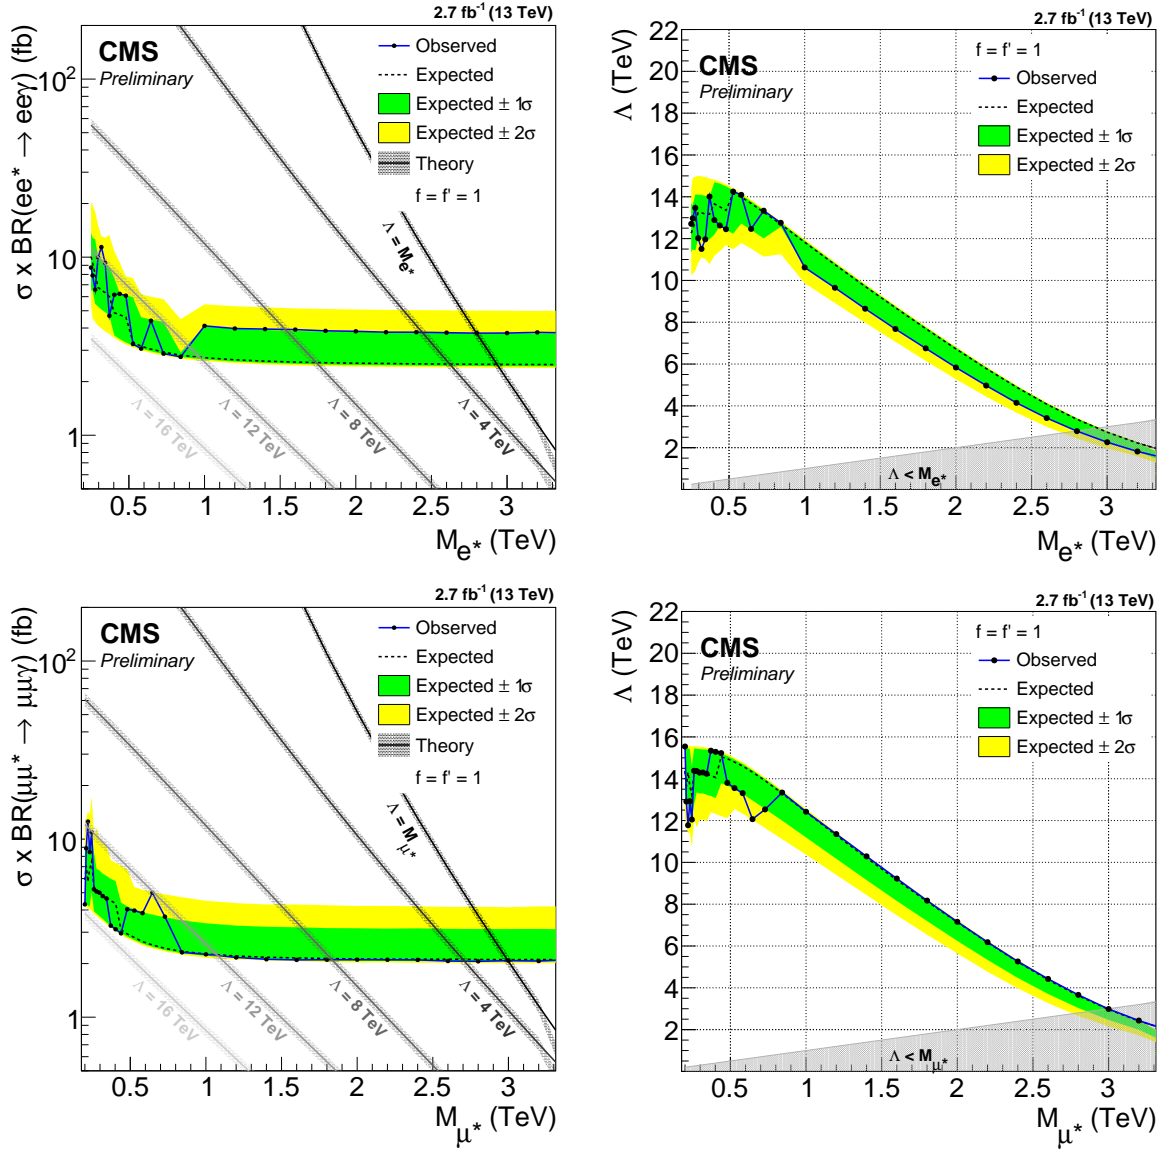 2.7 fb⁻¹ (13 TeV)
CMS
Preliminary
Observed
Expected
Expected ± 1σ
Expected ± 2σ
Theory
f = f' = 1
Λ = M_e*
Λ = 16 TeV
Λ = 12 TeV
Λ = 8 TeV
Λ = 4 TeV
σ x BR(ee* → eeγ) (fb)
10²
10
1
0.5 1 1.5 2 2.5 3
M_e* (TeV)
2.7 fb⁻¹ (13 TeV)
CMS
Preliminary
f = f' = 1
Observed
Expected
Expected ± 1σ
Expected ± 2σ
Λ (TeV)
22
20
18
16
14
12
10
8
6
4
2
Λ < M_e*
0.5 1 1.5 2 2.5 3
M_e* (TeV)
2.7 fb⁻¹ (13 TeV)
CMS
Preliminary
Observed
Expected
Expected ± 1σ
Expected ± 2σ
Theory
f = f' = 1
Λ = M_μ*
Λ = 16 TeV
Λ = 12 TeV
Λ = 8 TeV
Λ = 4 TeV
σ x BR(μμ* → μμγ) (fb)
10²
10
1
0.5 1 1.5 2 2.5 3
M_μ* (TeV)
2.7 fb⁻¹ (13 TeV)
CMS
Preliminary
f = f' = 1
Observed
Expected
Expected ± 1σ
Expected ± 2σ
Λ (TeV)
22
20
18
16
14
12
10
8
6
4
2
Λ < M_μ*
0.5 1 1.5 2 2.5 3
M_μ* (TeV)